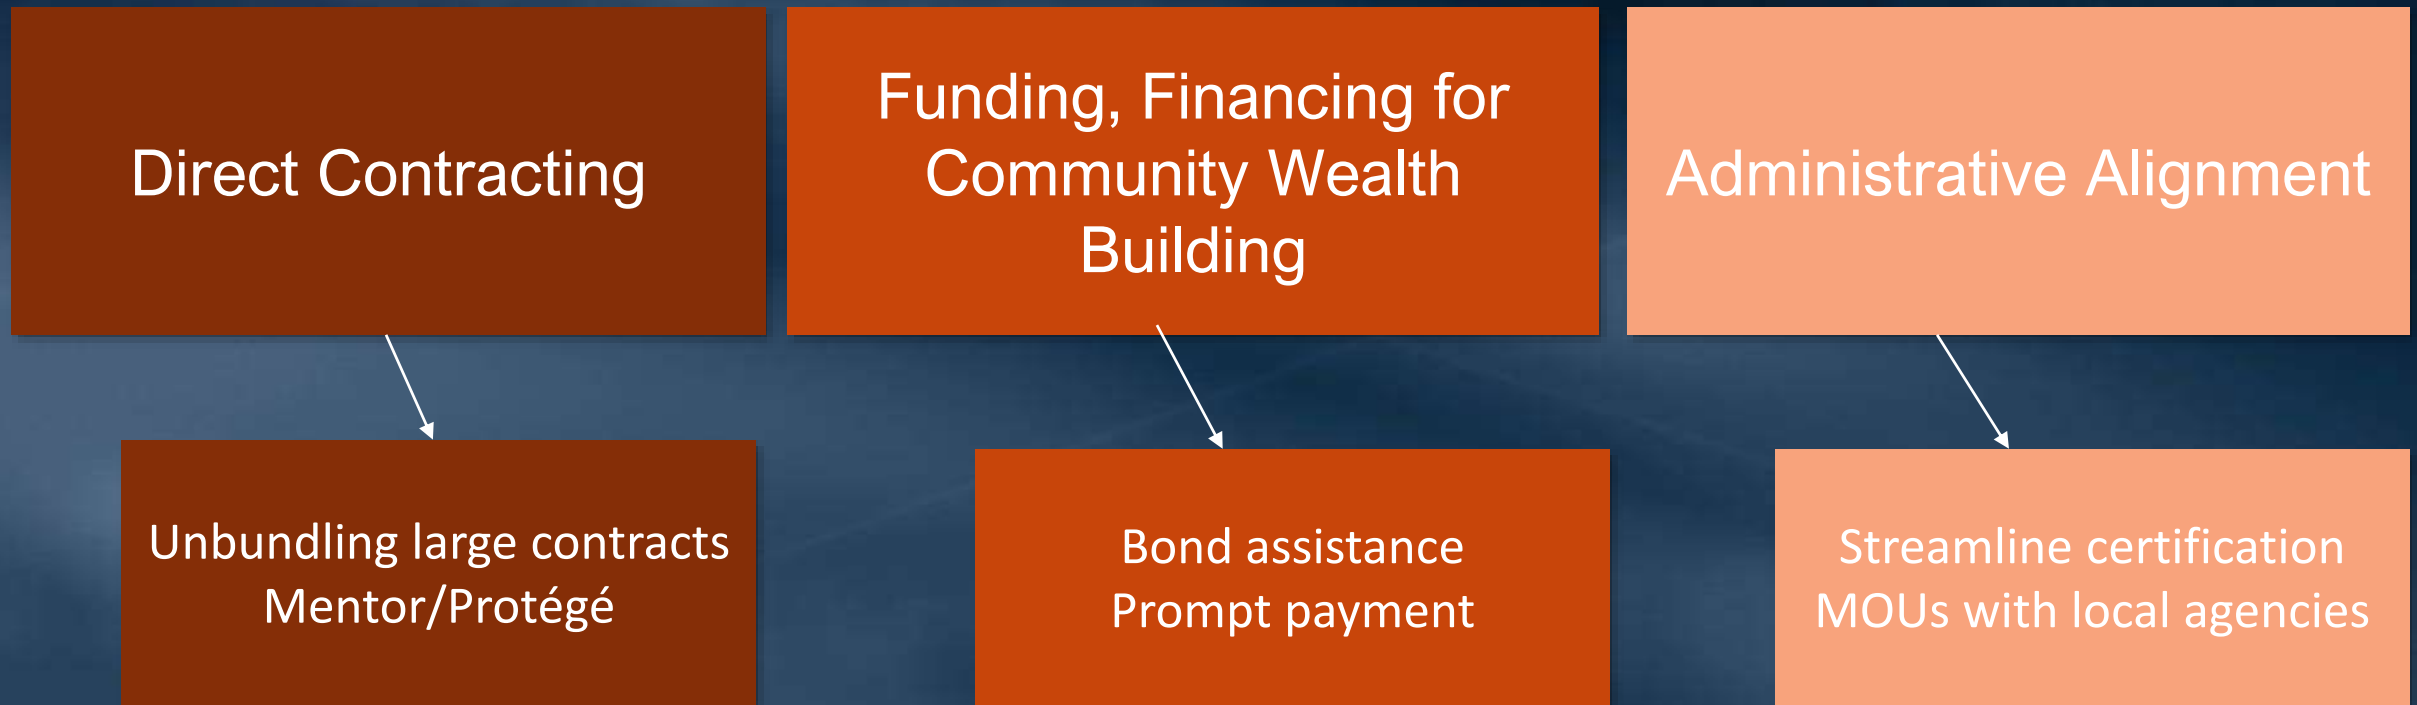 Direct Contracting
Funding, Financing for
Community Wealth
Building
Administrative Alignment
Unbundling large contracts
Mentor/Protégé
Bond assistance
Prompt payment
Streamline certification
MOUs with local agencies